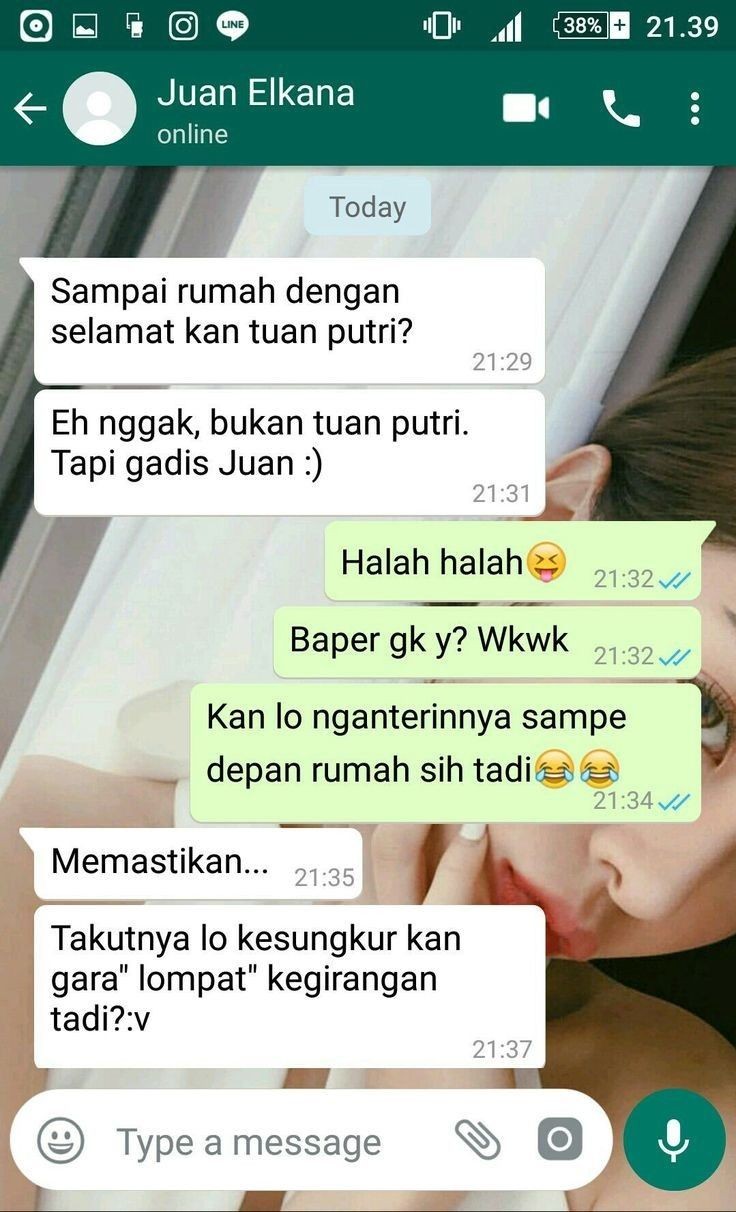 LINE
38%
21.39
Juan Elkana
online
Today
Sampai rumah dengan
selamat kan tuan putri?
21:29
Eh nggak, bukan tuan putri.
Tapi gadis Juan :)
21:31
Halah halah😝
21:32
Baper gk y? Wkwk
21:32
Kan lo nganterinnya sampe
depan rumah sih tadi😂😂
21:34
Memastikan...
21:35
Takutnya lo kesungkur kan
gara" lompat" kegirangan
tadi?:v
21:37
Type a message